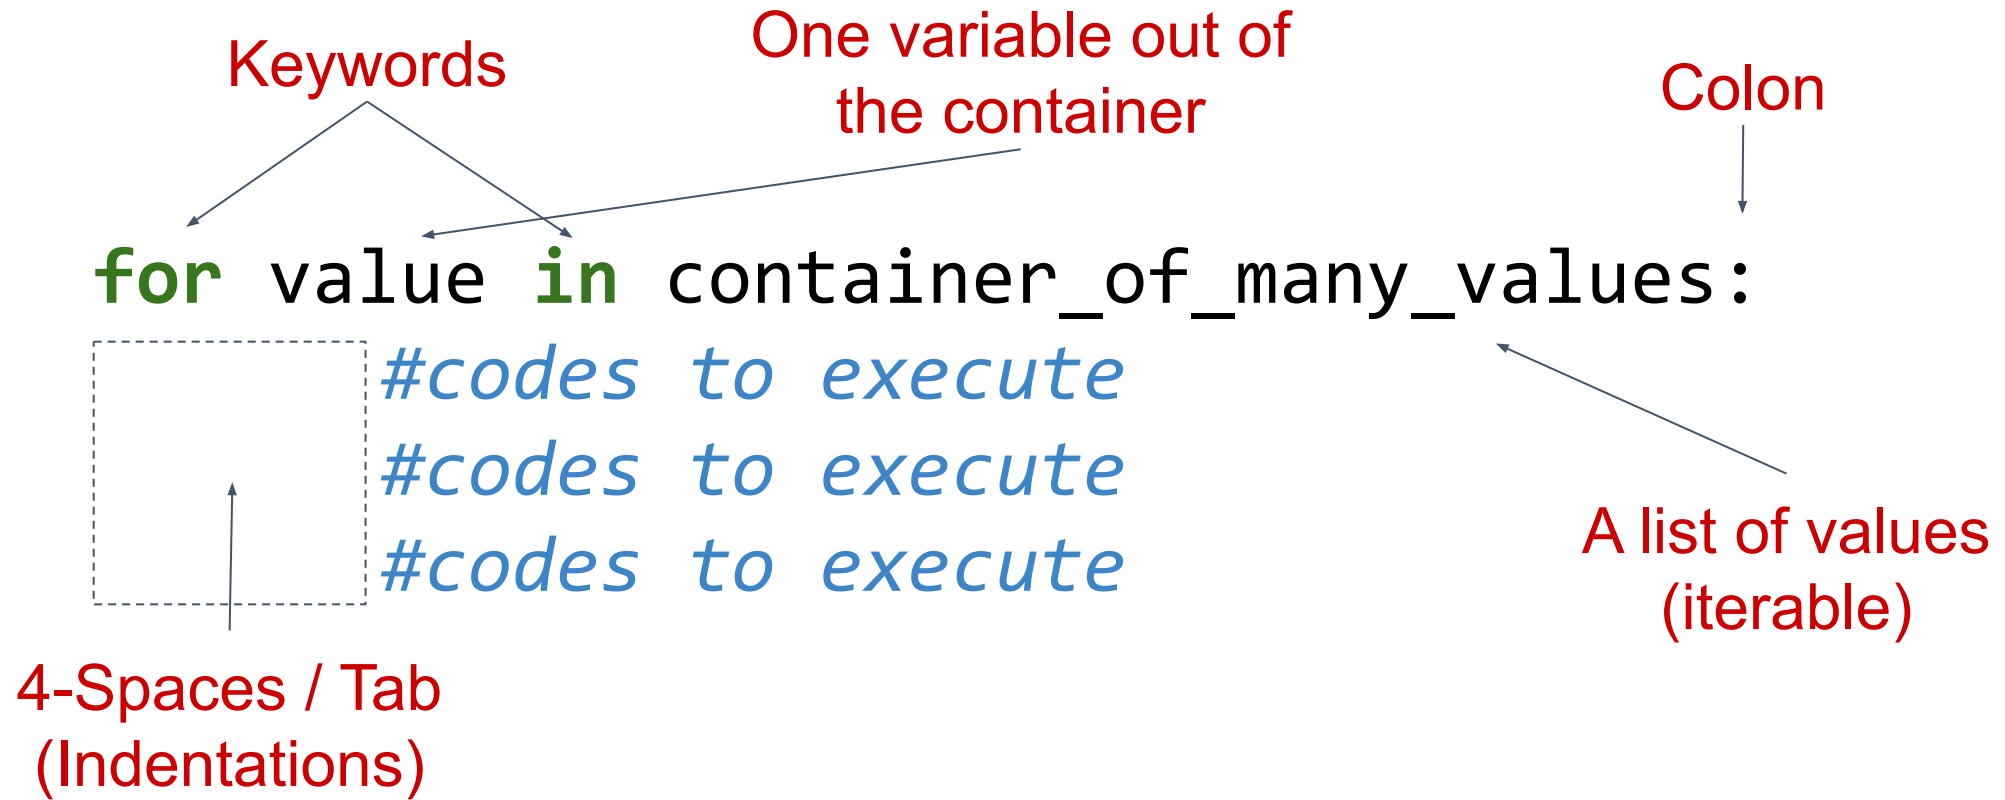 Keywords
One variable out of
the container
Colon
for value in container_of_many_values:
#codes to execute
#codes to execute
#codes to execute
A list of values
(iterable)
4-Spaces / Tab
(Indentations)